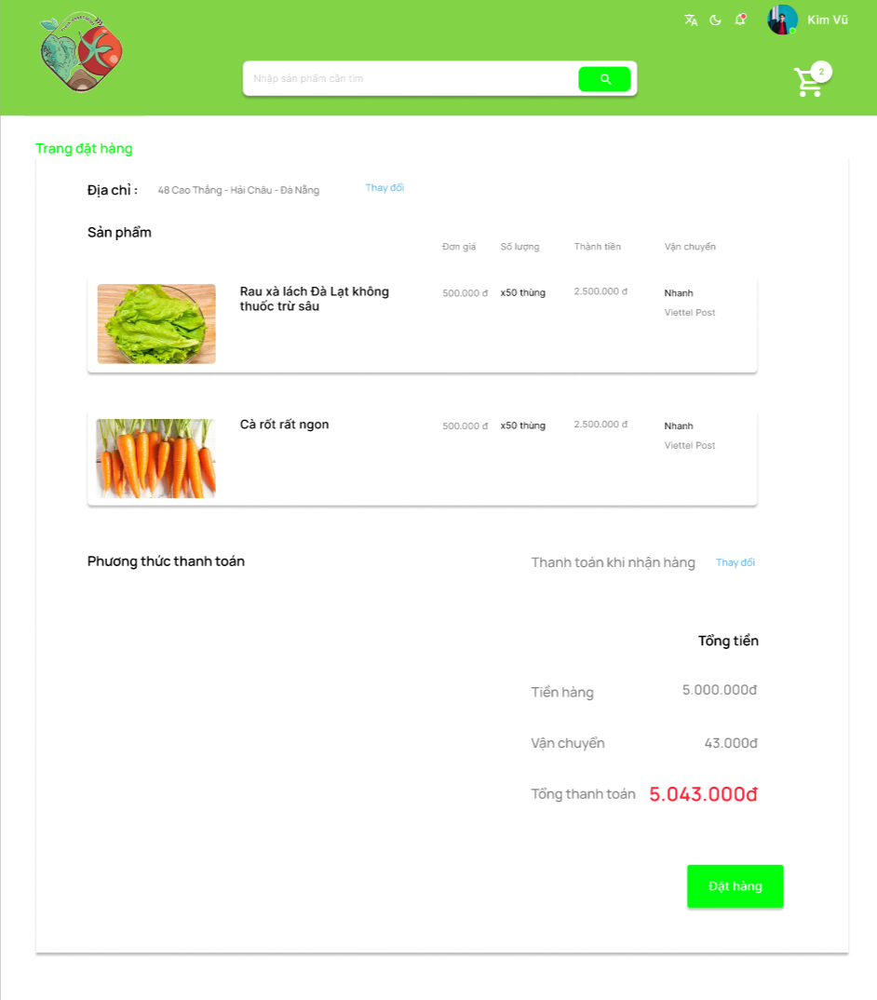 Kim Vũ
Nhập sản phẩm cần tìm
2
Trang đặt hàng
Địa chỉ :
48 Cao Thắng - Hải Châu - Đà Nẵng
Thay đổi
Sản phẩm
Đơn giá
Số lượng
Thành tiền
Vận chuyển
Rau xà lách Đà Lạt không
thuốc trừ sâu
500.000 đ
x50 thùng
2.500.000 đ
Nhanh
Viettel Post
Cà rốt rất ngon
500.000 đ
x50 thùng
2.500.000 đ
Nhanh
Viettel Post
Phương thức thanh toán
Thanh toán khi nhận hàng
Thay đổi
Tổng tiền
Tiền hàng
5.000.000đ
Vận chuyển
43.000đ
Tổng thanh toán
5.043.000đ
Đặt hàng